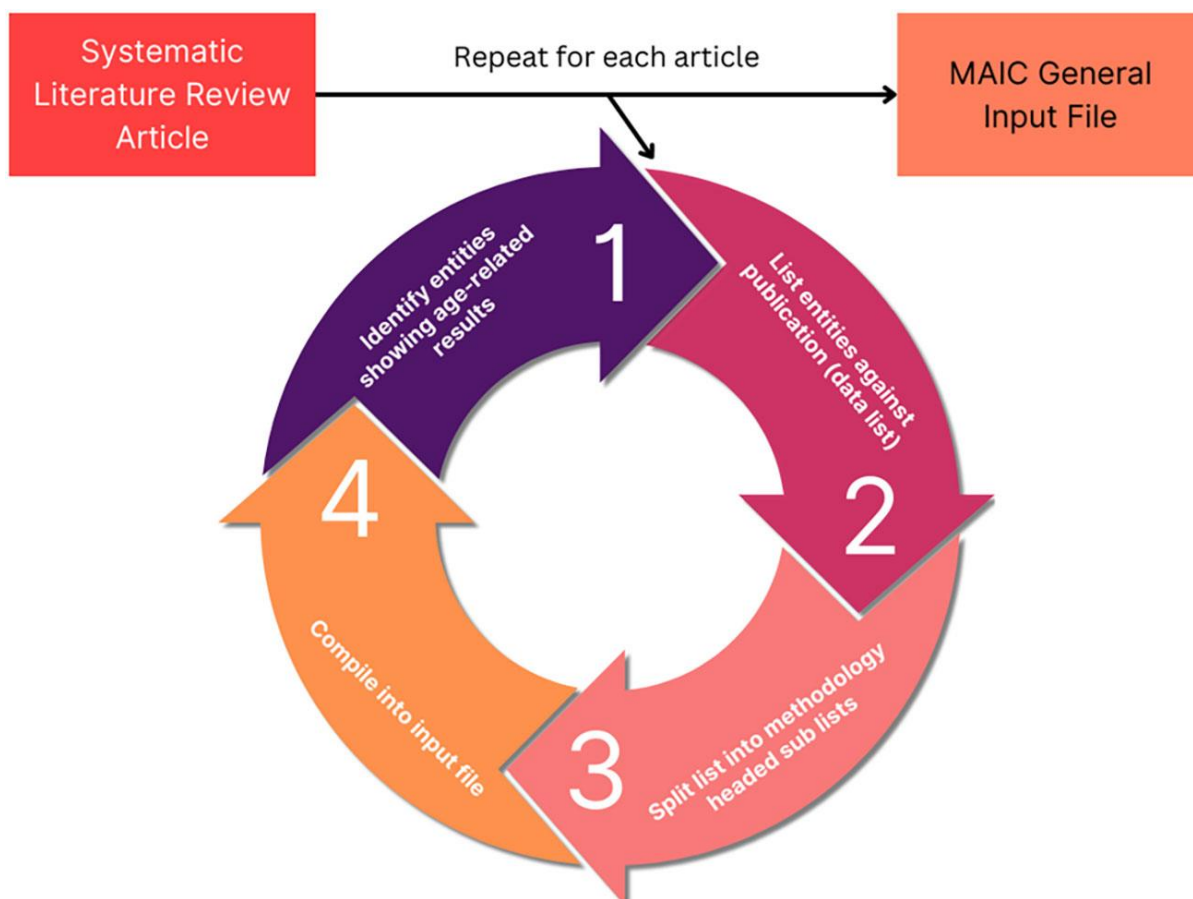 Systematic
Literature Review
Article
Repeat for each article
MAIC General
Input File
1
Identify entities
showing age-related
results
2
List entities against
publication (data list)
3
Split list into methodology
headed sub lists
4
Compile into input file